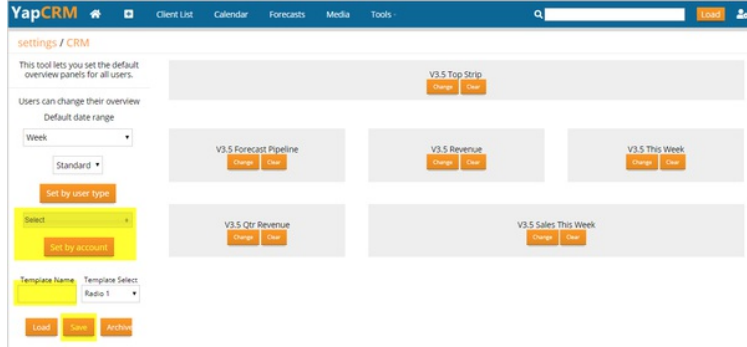 YapCRM Client List Calendar Forecasts Media Tools Load
settings / CRM
This tool lets you set the default
overview panels for all users.
Users can change their overview
Default date range
Week
Standard
Set by user type
Select
Set by account
Template Name Template Select
Radio 1
Load Save Archive
V3.5 Top Strip
Change Clear
V3.5 Forecast Pipeline
Change Clear
V3.5 Revenue
Change Clear
V3.5 This Week
Change Clear
V3.5 Qtr Revenue
Change Clear
V3.5 Sales This Week
Change Clear